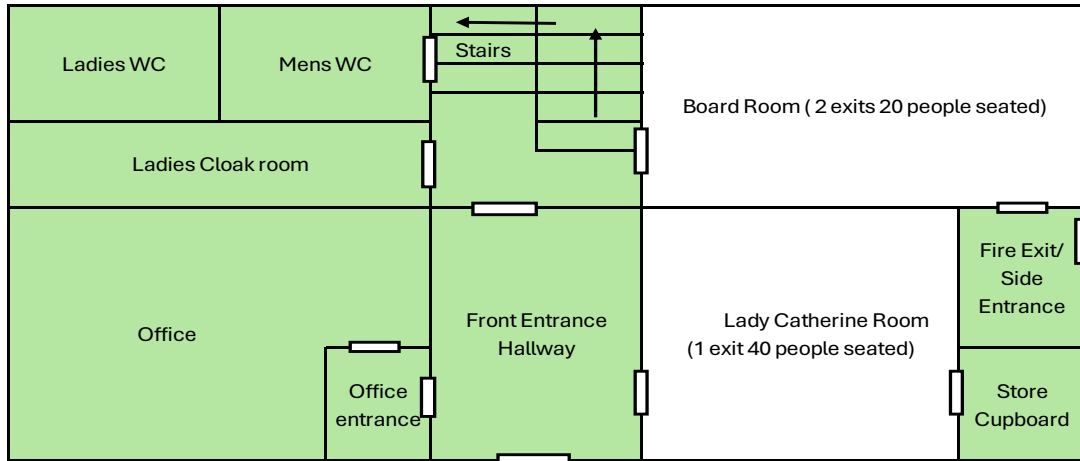 Ladies WC
Mens WC
Stairs
Board Room ( 2 exits 20 people seated)
Ladies Cloak room
Office
Front Entrance
Hallway
Lady Catherine Room
(1 exit 40 people seated)
Fire Exit/
Side
Entrance
Office
entrance
Store
Cupboard